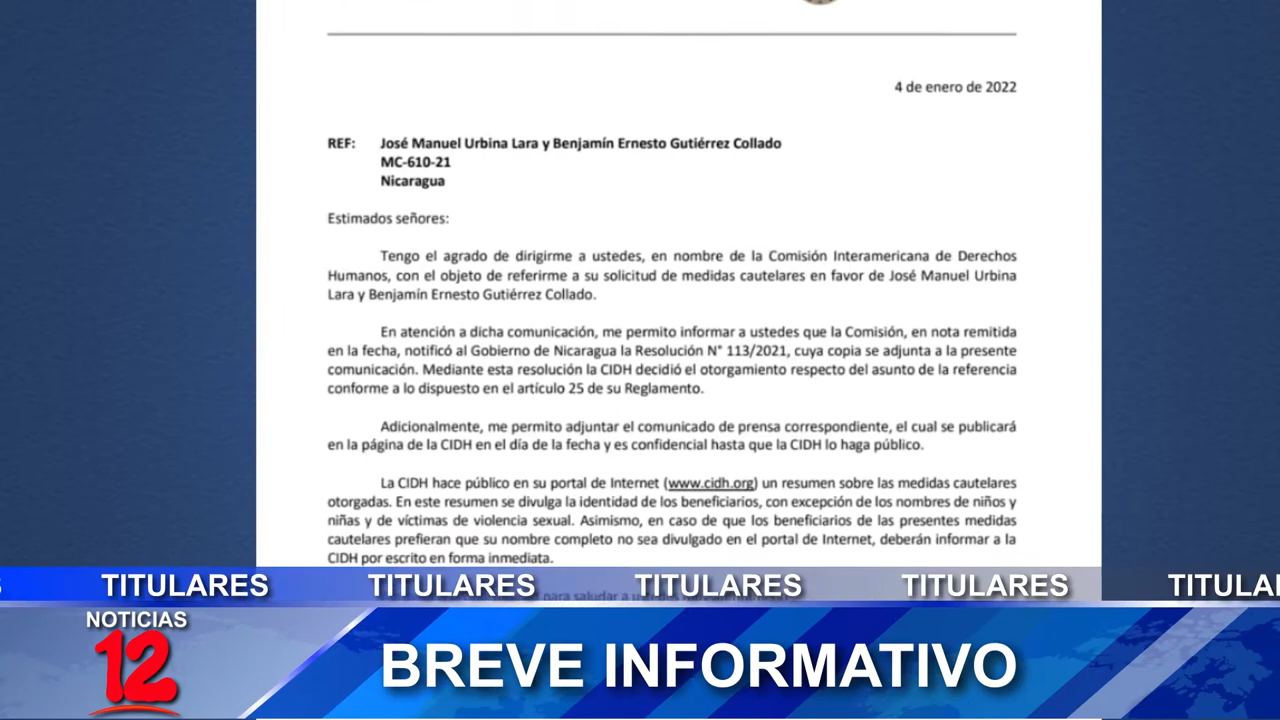 4 de enero de 2022
REF: José Manuel Urbina Lara y Benjamín Ernesto Gutiérrez Collado
MC-610-21
Nicaragua
Estimados señores:
Tengo el agrado de dirigirme a ustedes, en nombre de la Comisión Interamericana de Derechos
Humanos, con el objeto de referirme a su solicitud de medidas cautelares en favor de José Manuel Urbina
Lara y Benjamín Ernesto Gutiérrez Collado.
En atención a dicha comunicación, me permito informar a ustedes que la Comisión, en nota remitida
en la fecha, notificó al Gobierno de Nicaragua la Resolución N° 113/2021, cuya copia se adjunta a la presente
comunicación. Mediante esta resolución la CIDH decidió el otorgamiento respecto del asunto de la referencia
conforme a lo dispuesto en el artículo 25 de su Reglamento.
Adicionalmente, me permito adjuntar el comunicado de prensa correspondiente, el cual se publicará
en la página de la CIDH en el día de la fecha y es confidencial hasta que la CIDH lo haga público.
La CIDH hace público en su portal de Internet (www.cidh.org) un resumen sobre las medidas cautelares
otorgadas. En este resumen se divulga la identidad de los beneficiarios, con excepción de los nombres de niños y
niñas y de víctimas de violencia sexual. Asimismo, en caso de que los beneficiarios de las presentes medidas
cautelares prefieran que su nombre completo no sea divulgado en el portal de Internet, deberán informar a la
CIDH por escrito en forma inmediata.
para saludar a ustedes
S TITULARES TITULARES TITULARES TITULARES TITULA
NOTICIAS
12
BREVE INFORMATIVO